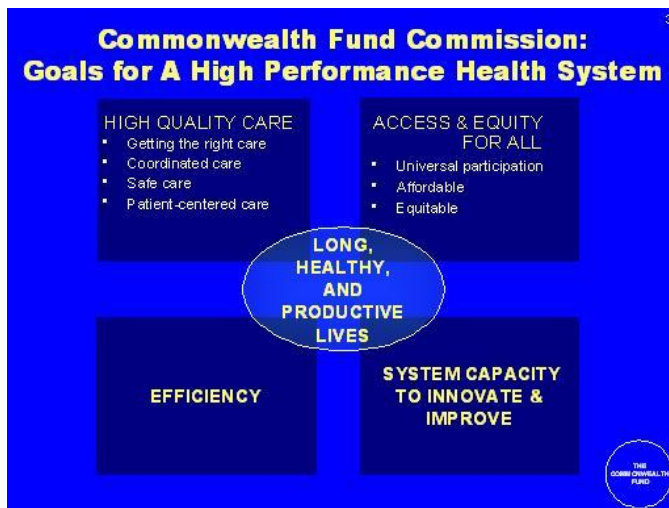 3
Commonwealth Fund Commission:
Goals for A High Performance Health System
HIGH QUALITY CARE
▪ Getting the right care
▪ Coordinated care
▪ Safe care
▪ Patient-centered care
ACCESS & EQUITY
FOR ALL
▪ Universal participation
▪ Affordable
▪ Equitable
LONG,
HEALTHY,
AND
PRODUCTIVE
LIVES
EFFICIENCY
SYSTEM CAPACITY
TO INNOVATE &
IMPROVE
THE
COMMONWEALTH
FUND